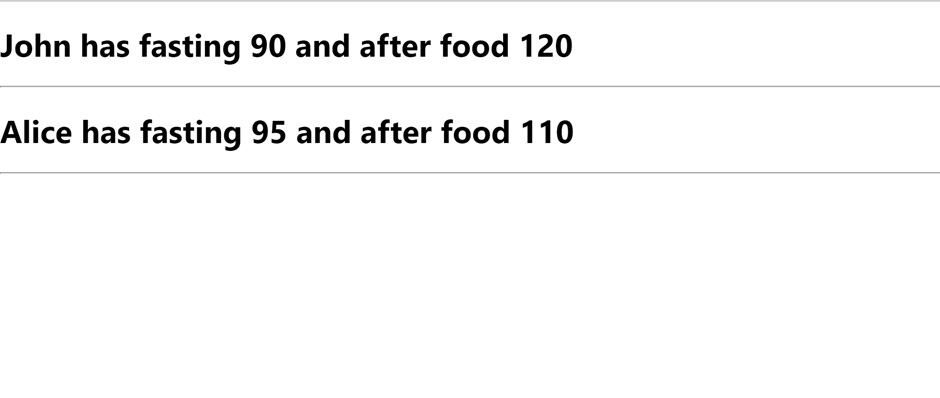 John has fasting 90 and after food 120
Alice has fasting 95 and after food 110